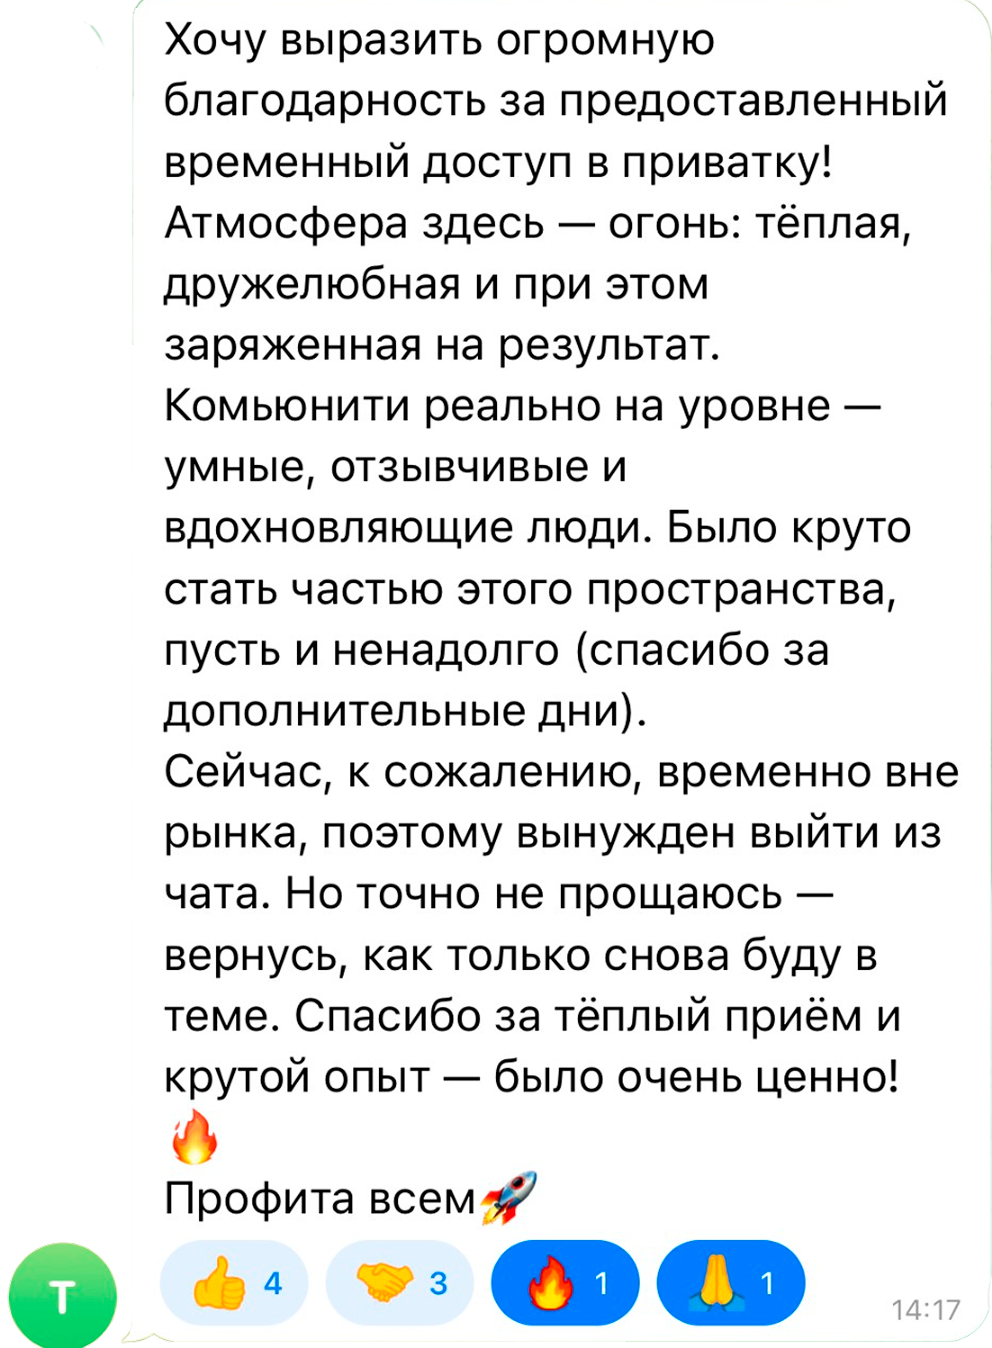 Хочу выразить огромную
благодарность за предоставленный
временный доступ в приватку!
Атмосфера здесь — огонь: тёплая,
дружелюбная и при этом
заряженная на результат.
Комьюнити реально на уровне —
умные, отзывчивые и
вдохновляющие люди. Было круто
стать частью этого пространства,
пусть и ненадолго (спасибо за
дополнительные дни).
Сейчас, к сожалению, временно вне
рынка, поэтому вынужден выйти из
чата. Но точно не прощаюсь —
вернусь, как только снова буду в
теме. Спасибо за тёплый приём и
крутой опыт — было очень ценно!
🔥
Профита всем🚀
👍 4 🤝 3 🔥 1 🙏 1
14:17
Т